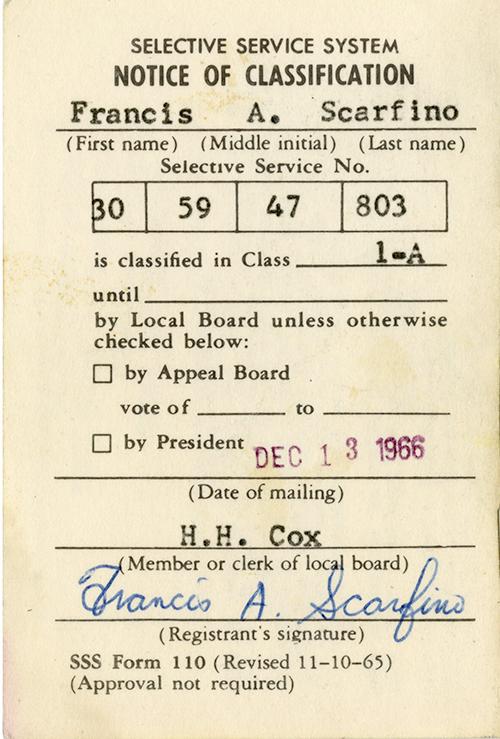 SELECTIVE SERVICE SYSTEM
NOTICE OF CLASSIFICATION
Francis A. Scarfino
(First name) (Middle initial) (Last name)
Selective Service No.
30 59 47 803
is classified in Class 1-A
until
by Local Board unless otherwise
checked below:
by Appeal Board
vote of to
by President
DEC 13 1966
(Date of mailing)
H.H. Cox
(Member or clerk of local board)
Francis A. Scarfino
(Registrant's signature)
SSS Form 110 (Revised 11-10-65)
(Approval not required)